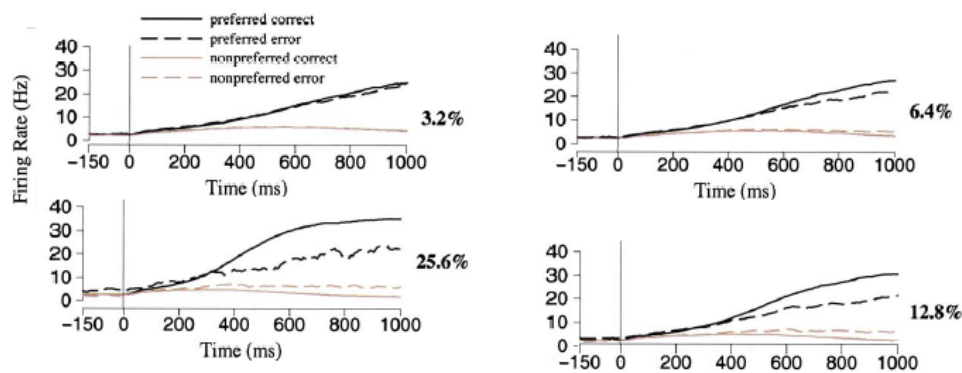 preferred correct
preferred error
nonpreferred correct
nonpreferred error
Firing Rate (Hz)
40
30
20
10
0
-150 0 200 400 600 800 1000
Time (ms)
3.2%
40
30
20
10
0
-150 0 200 400 600 800 1000
Time (ms)
6.4%
40
30
20
10
0
-150 0 200 400 600 800 1000
Time (ms)
25.6%
40
30
20
10
0
-150 0 200 400 600 800 1000
12.8%